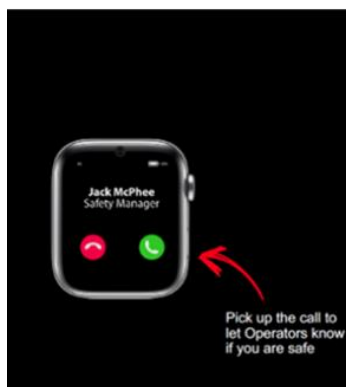 Jack McPhee
Safety Manager
Pick up the call to
let Operators know
if you are safe